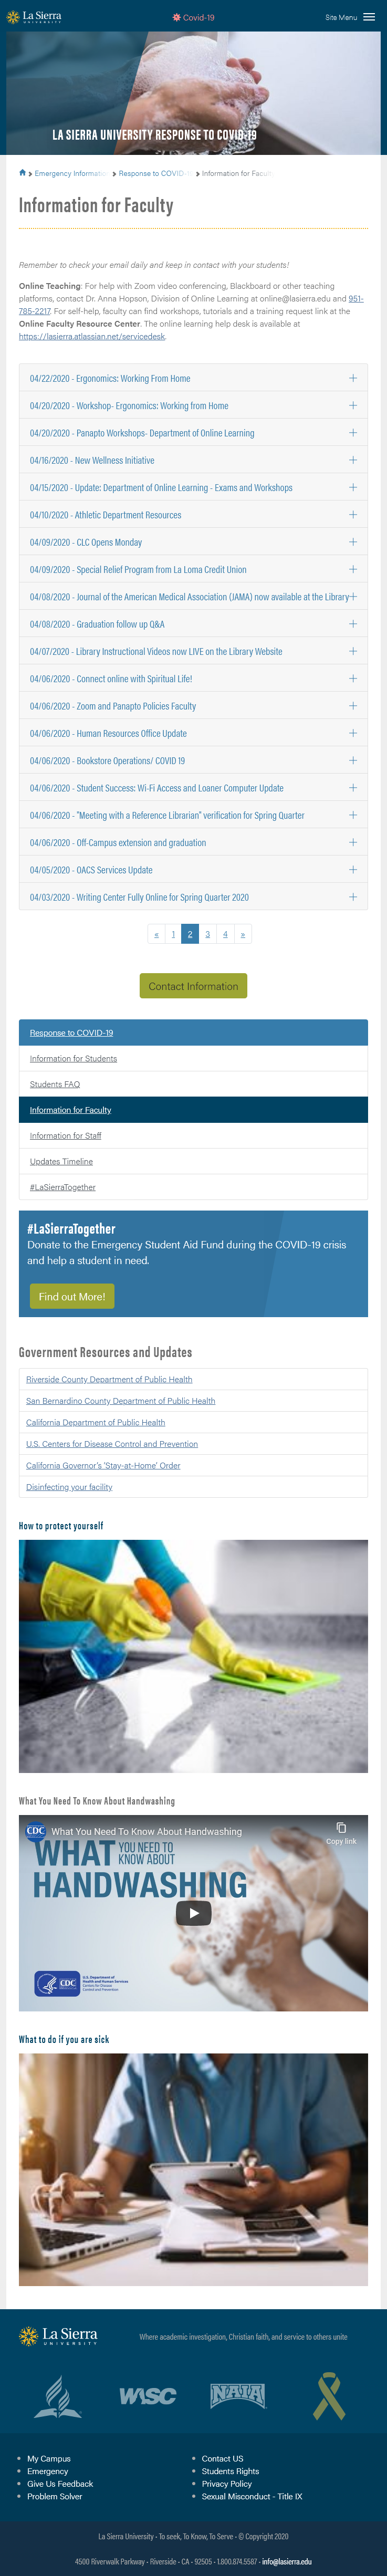 La Sierra
UNIVERSITY
Covid-19
Site Menu
LA SIERRA UNIVERSITY RESPONSE TO COVID-19
Emergency Information
Response to COVID-
Information for Faculty
Information for Faculty
Remember to check your email daily and keep in contact with your students!
Online Teaching: For help with Zoom video conferencing, Blackboard or other teaching
platforms, contact Dr. Anna Hopson, Division of Online Learning at online@lasierra.edu and 951-
785-2217. For self-help, faculty can find workshops, tutorials and a training request link at the
Online Faculty Resource Center. The online learning help desk is available at
https://lasierra.atlassian.net/servicedesk.
04/22/2020 - Ergonomics: Working From Home
04/20/2020 - Workshop- Ergonomics: Working from Home
04/20/2020 - Panapto Workshops- Department of Online Learning
04/16/2020 - New Wellness Initiative
04/15/2020 - Update: Department of Online Learning - Exams and Workshops
04/10/2020 - Athletic Department Resources
04/09/2020 - CLC Opens Monday
04/09/2020 - Special Relief Program from La Loma Credit Union
04/08/2020 - Journal of the American Medical Association (JAMA) now available at the Library
04/08/2020 - Graduation follow up Q&A
04/07/2020 - Library Instructional Videos now LIVE on the Library Website
04/06/2020 - Connect online with Spiritual Life!
04/06/2020 - Zoom and Panapto Policies Faculty
04/06/2020 - Human Resources Office Update
04/06/2020 - Bookstore Operations/ COVID 19
04/06/2020 - Student Success: Wi-Fi Access and Loaner Computer Update
04/06/2020 - "Meeting with a Reference Librarian" verification for Spring Quarter
04/06/2020 - Off-Campus extension and graduation
04/05/2020 - OACS Services Update
04/03/2020 - Writing Center Fully Online for Spring Quarter 2020
« 1 2 3 4 »
Contact Information
Response to COVID-19
Information for Students
Students FAQ
Information for Faculty
Information for Staff
Updates Timeline
#LaSierraTogether
#LaSierraTogether
Donate to the Emergency Student Aid Fund during the COVID-19 crisis
and help a student in need.
Find out More!
Government Resources and Updates
Riverside County Department of Public Health
San Bernardino County Department of Public Health
California Department of Public Health
U.S. Centers for Disease Control and Prevention
California Governor's 'Stay-at-Home' Order
Disinfecting your facility
How to protect yourself
What You Need To Know About Handwashing
CDC
What You Need To Know About Handwashing
Copy link
WHAT YOU NEED TO KNOW ABOUT
HANDWASHING
CDC
U.S. Department of
Health and Human Services
Centers for Disease
Control and Prevention
What to do if you are sick
La Sierra
UNIVERSITY
Where academic investigation, Christian faith, and service to others unite
WASC
NAIA
My Campus
Emergency
Give Us Feedback
Problem Solver
Contact US
Students Rights
Privacy Policy
Sexual Misconduct - Title IX
La Sierra University · To seek, To Know, To Serve · © Copyright 2020
4500 Riverwalk Parkway · Riverside · CA · 92505 · 1.800.874.5587 · info@lasierra.edu